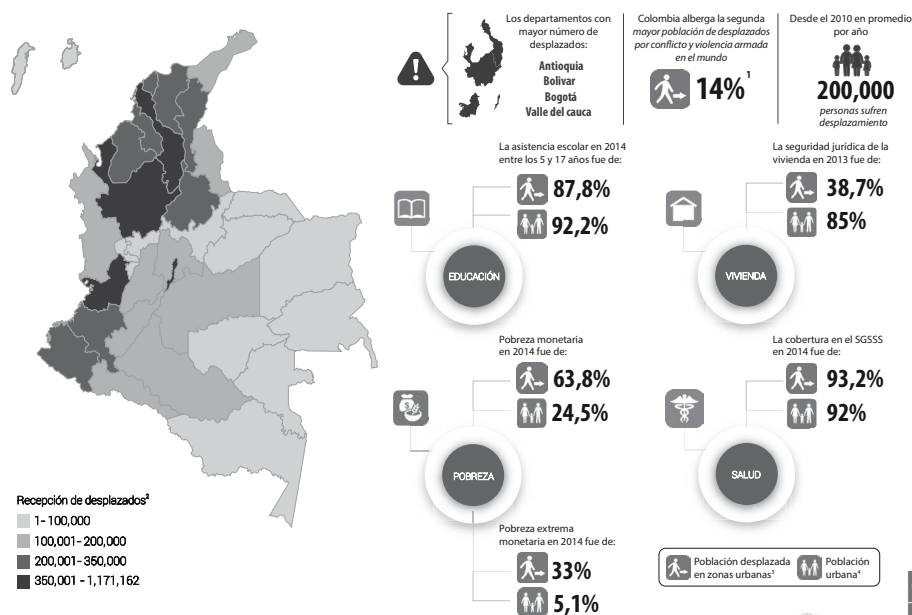 Los departamentos con
mayor número de
desplazados:
Antioquia
Bolivar
Bogotá
Valle del cauca
Colombia alberga la segunda
mayor población de desplazados
por conflicto y violencia armada
en el mundo
14%¹
Desde el 2010 en promedio
por año
200,000
personas sufren
desplazamiento
La asistencia escolar en 2014
entre los 5 y 17 años fue de:
87,8%
92,2%
EDUCACIÓN
La seguridad jurídica de la
vivienda en 2013 fue de:
38,7%
85%
VIVIENDA
Pobreza monetaria
en 2014 fue de:
63,8%
24,5%
POBREZA
Pobreza extrema
monetaria en 2014 fue de:
33%
5,1%
La cobertura en el SGSSS
en 2014 fue de:
93,2%
92%
SALUD
Población desplazada
en zonas urbanas³
Población
urbana⁴
Recepción de desplazados²
1- 100,000
100,001- 200,000
200,001- 350,000
350,001 - 1,171,162